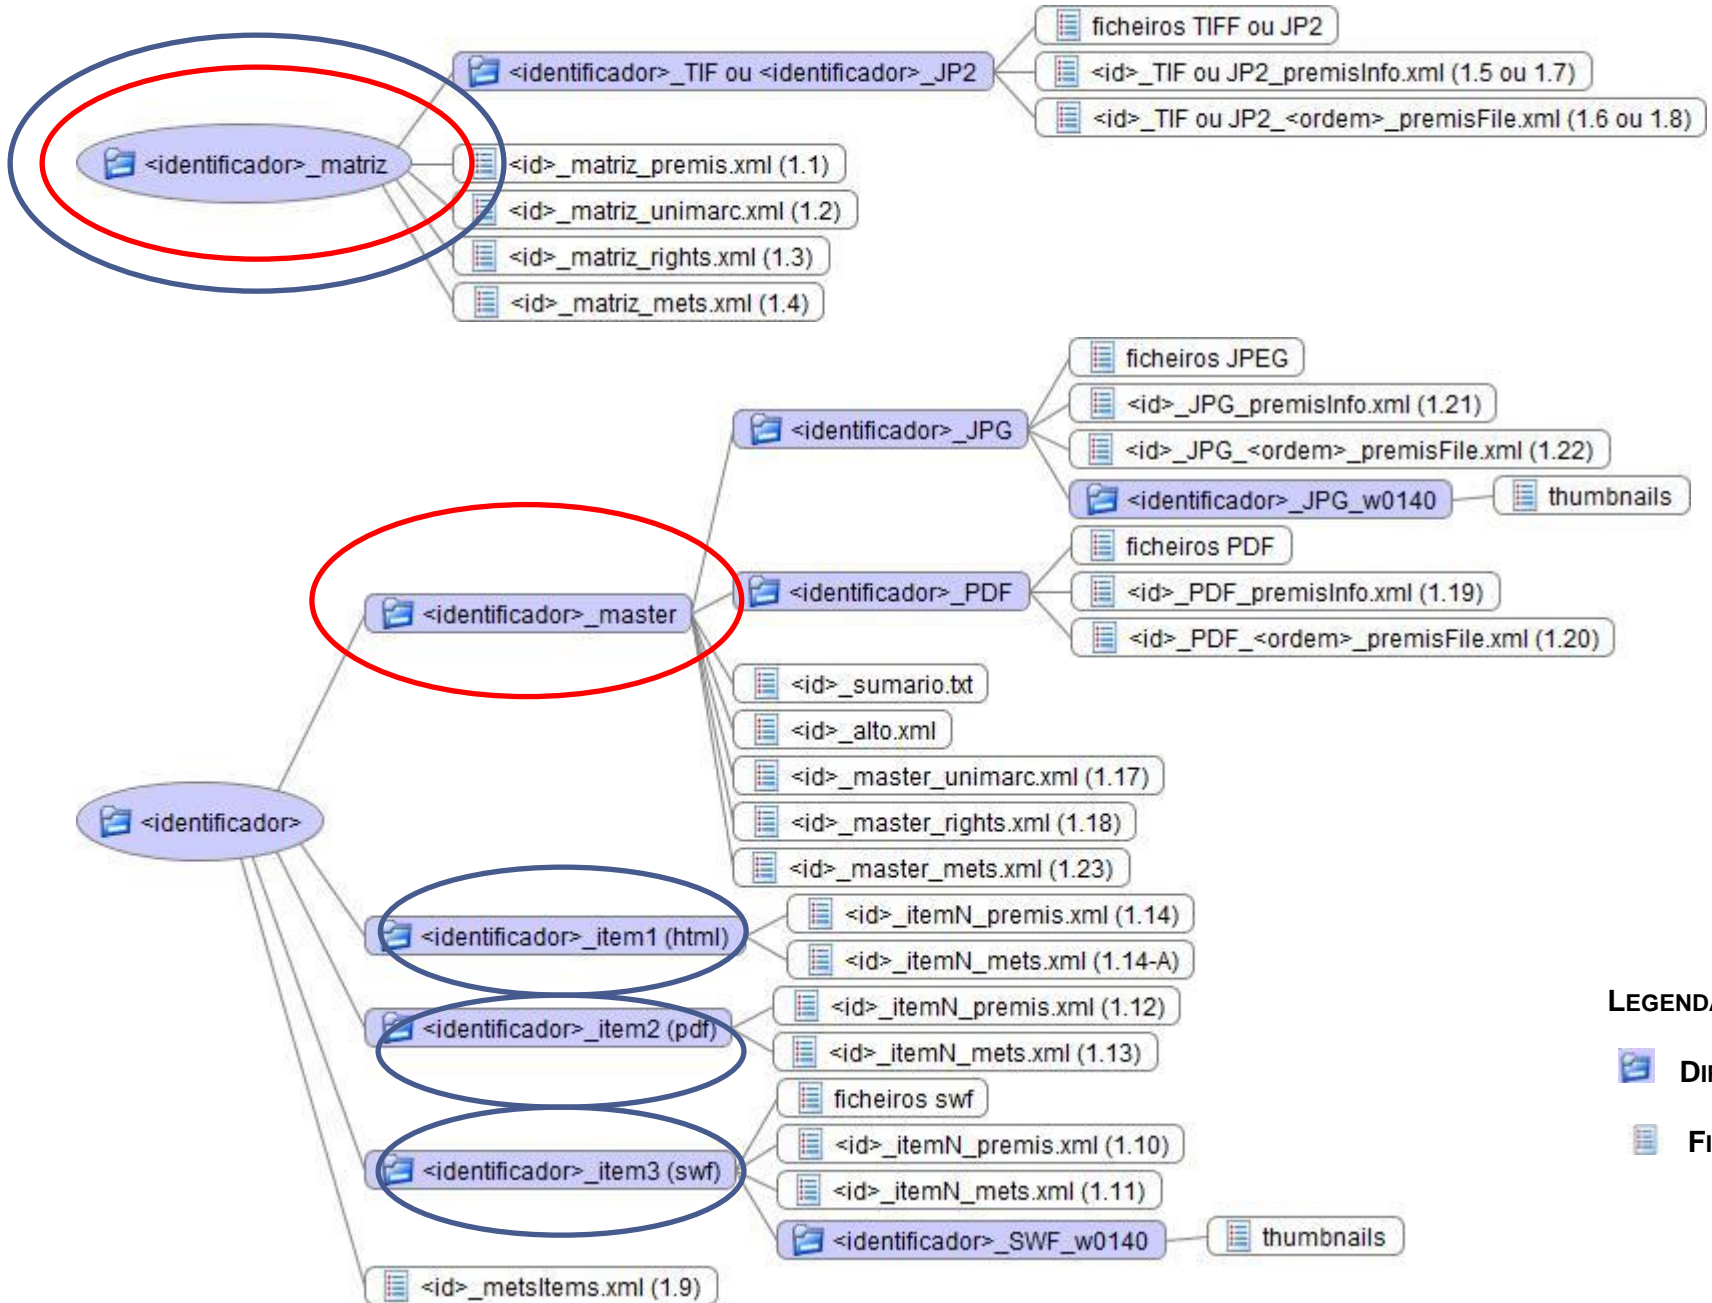 ficheiros TIFF ou JP2
<identificador>_TIF ou <identificador>_JP2
<id>_TIF ou JP2_premisInfo.xml (1.5 ou 1.7)
<id>_TIF ou JP2_<ordem>_premisFile.xml (1.6 ou 1.8)
<identificador>_matriz
<id>_matriz_premis.xml (1.1)
<id>_matriz_unimarc.xml (1.2)
<id>_matriz_rights.xml (1.3)
<id>_matriz_mets.xml (1.4)
ficheiros JPEG
<id>_JPG_premisInfo.xml (1.21)
<identificador>_JPG
<id>_JPG_<ordem>_premisFile.xml (1.22)
<identificador>_JPG_w0140
thumbnails
ficheiros PDF
<identificador>_PDF
<id>_PDF_premisInfo.xml (1.19)
<id>_PDF_<ordem>_premisFile.xml (1.20)
<identificador>_master
<id>_sumario.txt
<id>_alto.xml
<id>_master_unimarc.xml (1.17)
<id>_master_rights.xml (1.18)
<id>_master_mets.xml (1.23)
<identificador>
<identificador>_item1 (html)
<id>_itemN_premis.xml (1.14)
<id>_itemN_mets.xml (1.14-A)
<identificador>_item2 (pdf)
<id>_itemN_premis.xml (1.12)
<id>_itemN_mets.xml (1.13)
ficheiros swf
<id>_itemN_premis.xml (1.10)
<identificador>_item3 (swf)
<id>_itemN_mets.xml (1.11)
<identificador>_SWF_w0140
thumbnails
<id>_metsItems.xml (1.9)
LEGENDA